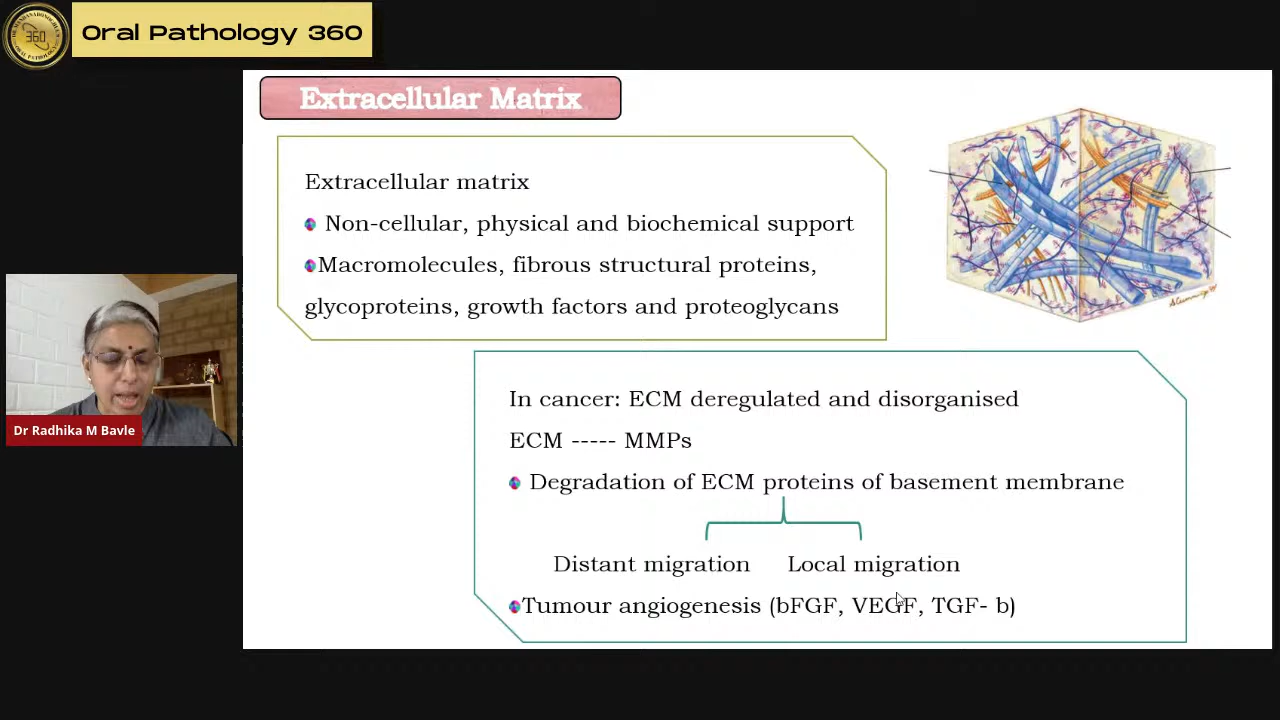 360
Oral Pathology 360
Extracellular Matrix
Extracellular matrix
Non-cellular, physical and biochemical support
Macromolecules, fibrous structural proteins,
glycoproteins, growth factors and proteoglycans
In cancer: ECM deregulated and disorganised
ECM ----- MMPs
Degradation of ECM proteins of basement membrane
Distant migration Local migration
Tumour angiogenesis (bFGF, VEGF, TGF- b)
Dr Radhika M Bavle